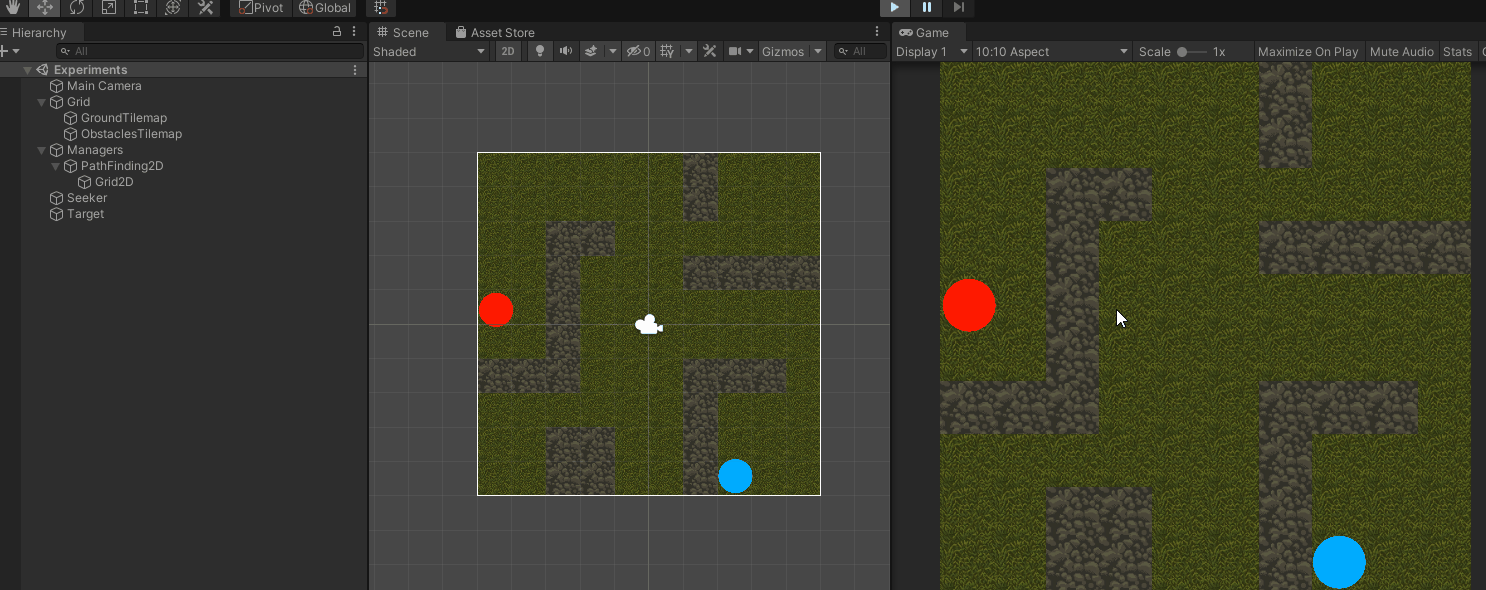 Pivot Global
Hierarchy
All
Experiments
Main Camera
Grid
GroundTilemap
ObstaclesTilemap
Managers
PathFinding2D
Grid2D
Seeker
Target
Scene Asset Store
Shaded 2D 0 Gizmos All
Game
Display 1 10:10 Aspect Scale 1x Maximize On Play Mute Audio Stats